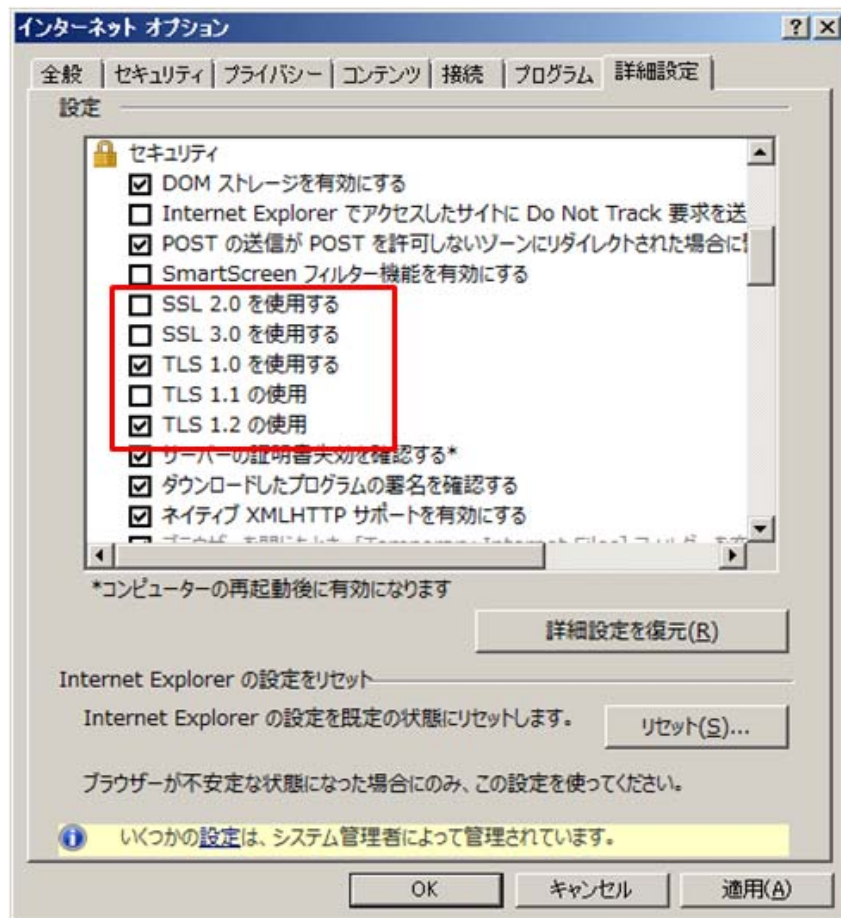 インターネット オプション
全般 セキュリティ プライバシー コンテンツ 接続 プログラム 詳細設定
設定
セキュリティ
DOM ストレージを有効にする
Internet Explorer でアクセスしたサイトに Do Not Track 要求を送
POST の送信が POST を許可しないゾーンにリダイレクトされた場合に
SmartScreen フィルター機能を有効にする
SSL 2.0 を使用する
SSL 3.0 を使用する
TLS 1.0 を使用する
TLS 1.1 の使用
TLS 1.2 の使用
サーバーの証明書失効を確認する*
ダウンロードしたプログラムの署名を確認する
ネイティブ XMLHTTP サポートを有効にする
*コンピューターの再起動後に有効になります
詳細設定を復元(R)
Internet Explorer の設定をリセット
Internet Explorer の設定を既定の状態にリセットします。
リセット(S)...
ブラウザーが不安定な状態になった場合にのみ、この設定を使ってください。
いくつかの設定は、システム管理者によって管理されています。
OK キャンセル 適用(A)